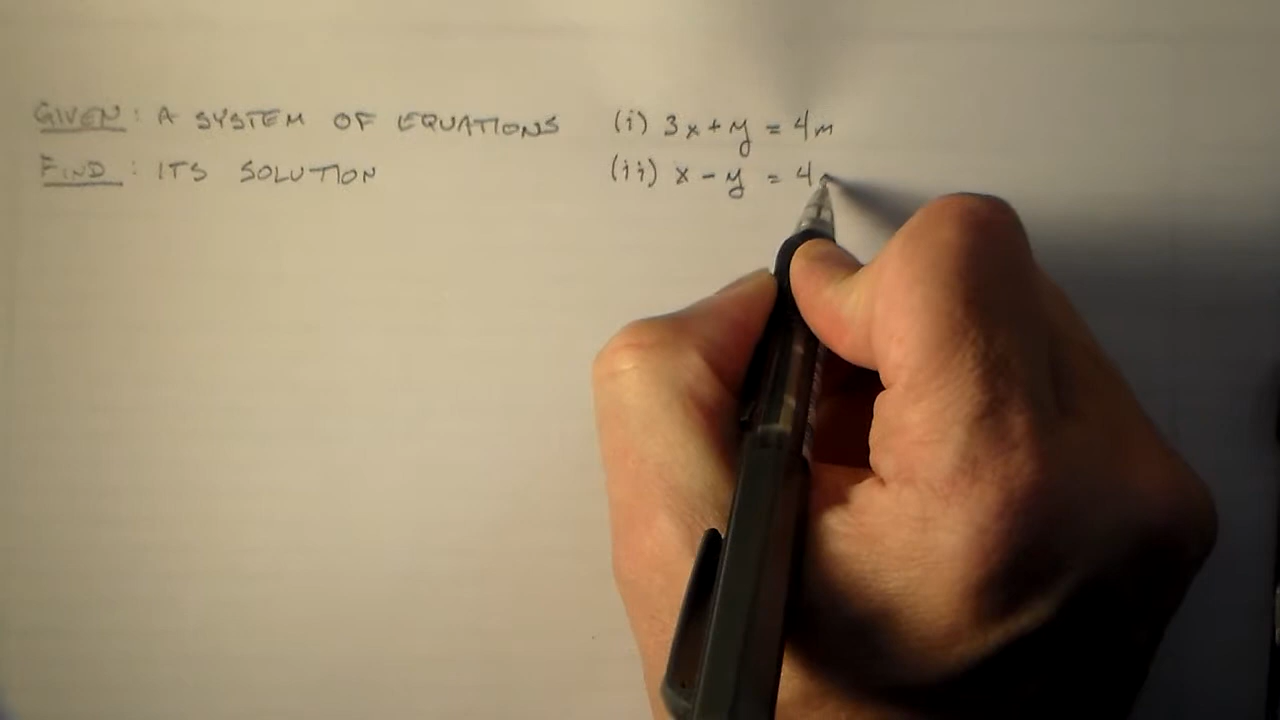 GIVEN: A SYSTEM OF EQUATIONS (i) 3x+y = 4m
FIND: ITS SOLUTION (ii) x - y = 4